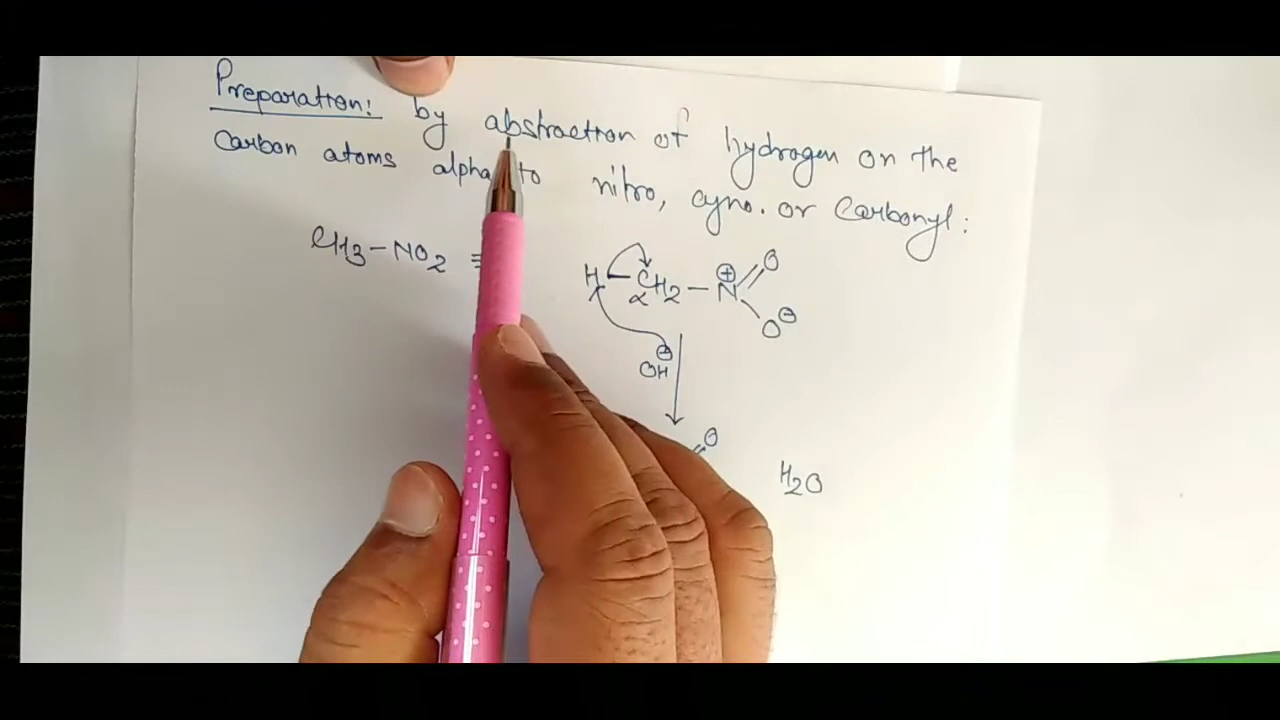 Preparation: by abstraction of hydrogen on the
Carbon atoms alpha to nitro, cyno. or Carbonyl:
CH3-NO2 ≡ H-CH2-N⊕ O
α O⊖
⊖
OH
O
H2O